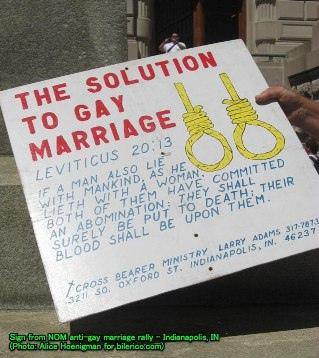 THE SOLUTION
TO GAY
MARRIAGE
LEVITICUS 20:13
IF A MAN ALSO LIE
WITH MANKIND, AS HE
LIETH WITH A WOMAN,
BOTH OF THEM HAVE COMMITTED
AN ABOMINATION: THEY SHALL
SURELY BE PUT TO DEATH; THEIR
BLOOD SHALL BE UPON THEM.
CROSS BEARER MINISTRY LARRY ADAMS 317-787-
3211 SO. OXFORD ST. INDIANAPOLIS, IN. 46237
Sign from NOM anti-gay marriage rally - Indianapolis, IN
(Photo: Alice Hoenigman for bilerico.com)